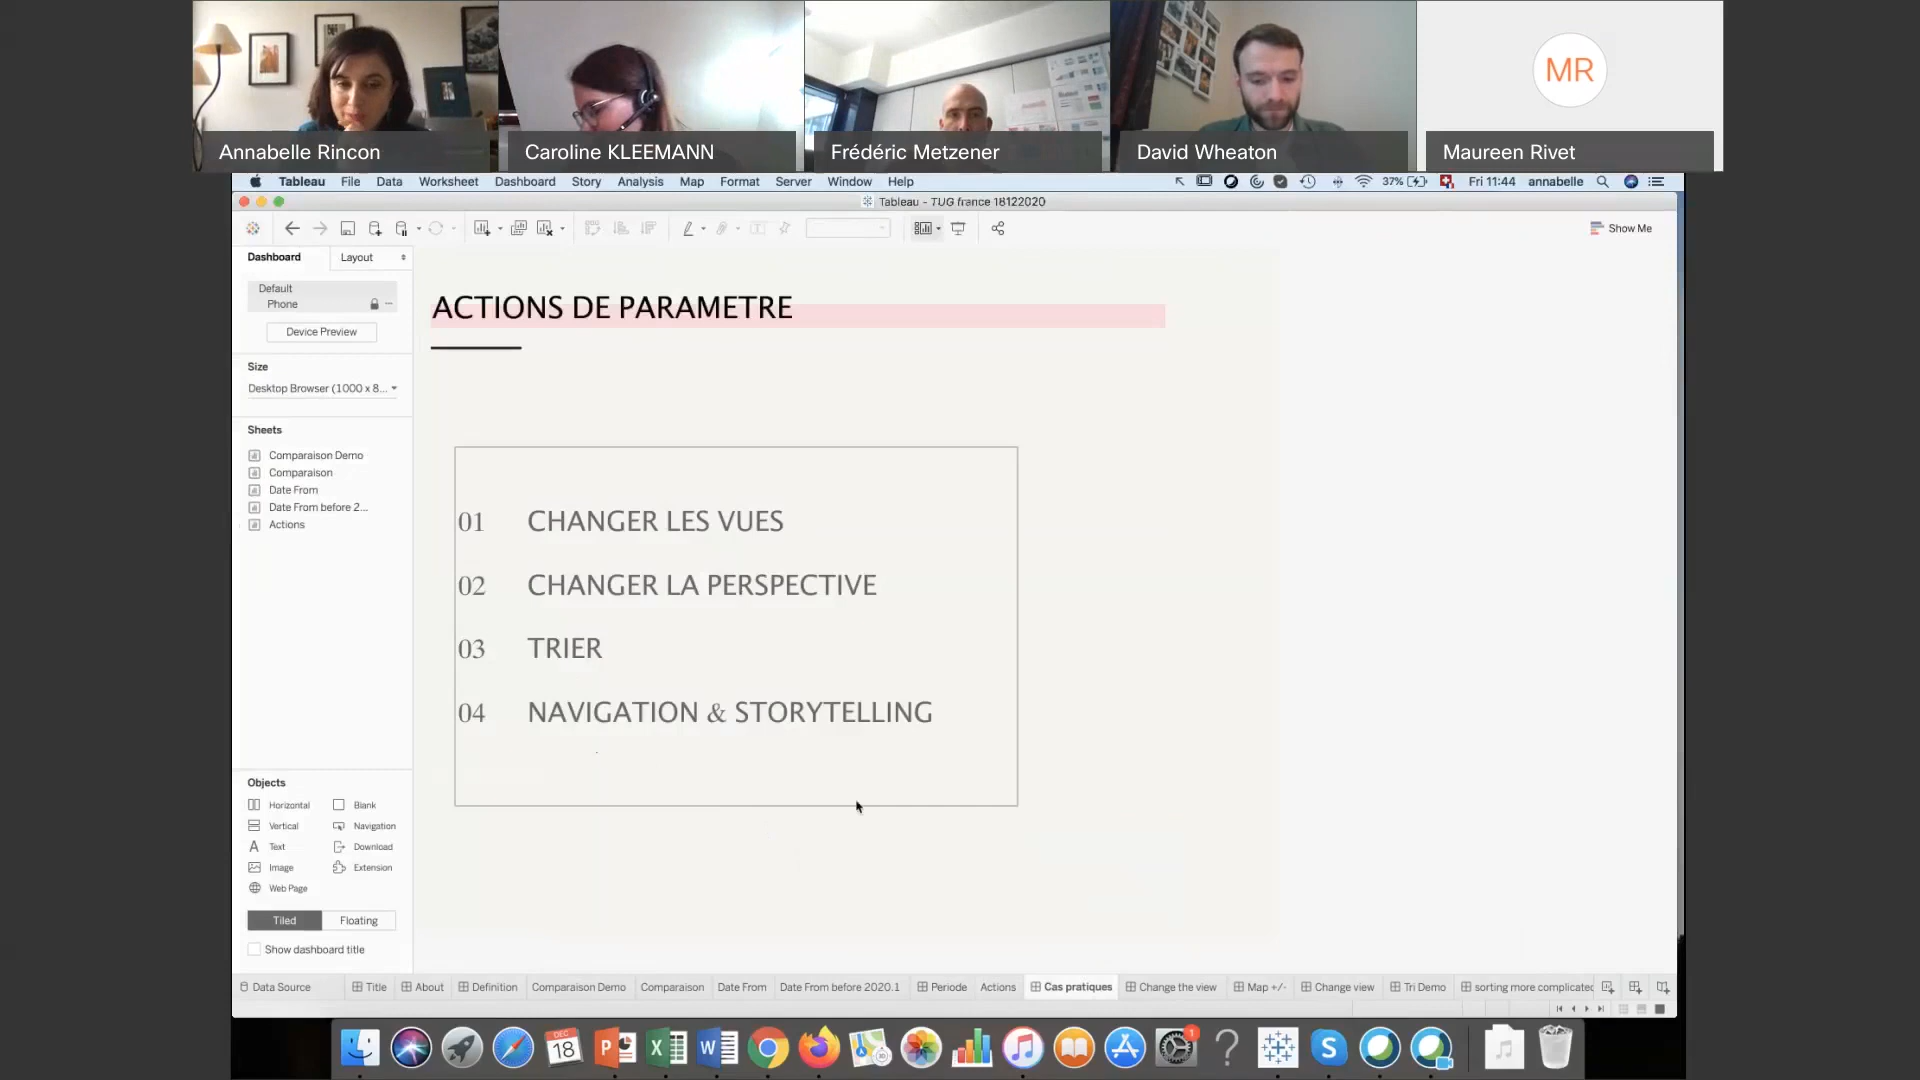 Annabelle Rincon
Caroline KLEEMANN
Frédéric Metzener
David Wheaton
MR
Maureen Rivet
Tableau File Data Worksheet Dashboard Story Analysis Map Format Server Window Help
37% Fri 11:44 annabelle
Tableau - TUG france 18122020
Show Me
Dashboard Layout
Default
Phone
Device Preview
Size
Desktop Browser (1000 x 8...
Sheets
Comparaison Demo
Comparaison
Date From
Date From before 2...
Actions
ACTIONS DE PARAMETRE
01 CHANGER LES VUES
02 CHANGER LA PERSPECTIVE
03 TRIER
04 NAVIGATION & STORYTELLING
Objects
Horizontal Blank
Vertical Navigation
Text Download
Image Extension
Web Page
Tiled Floating
Show dashboard title
Data Source Title About Definition Comparaison Demo Comparaison Date From Date From before 2020.1 Periode Actions Cas pratiques Change the view Map +/- Change view Tri Demo sorting more complicated
DEC
18
1